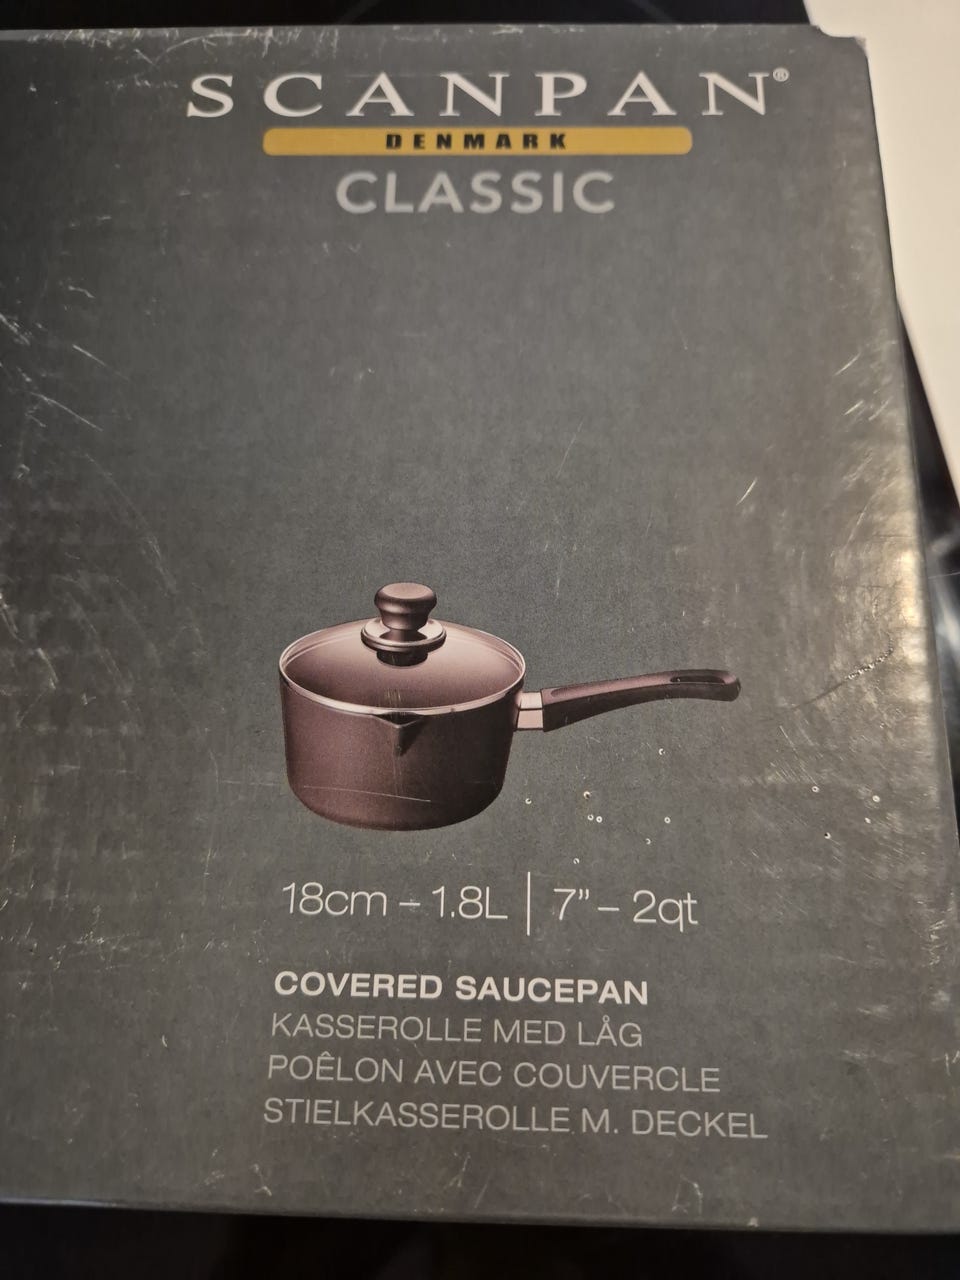 SCANPAN®
DENMARK
CLASSIC
18cm – 1.8L | 7” – 2qt
COVERED SAUCEPAN
KASSEROLLE MED LÅG
POÊLON AVEC COUVERCLE
STIELKASSEROLLE M. DECKEL